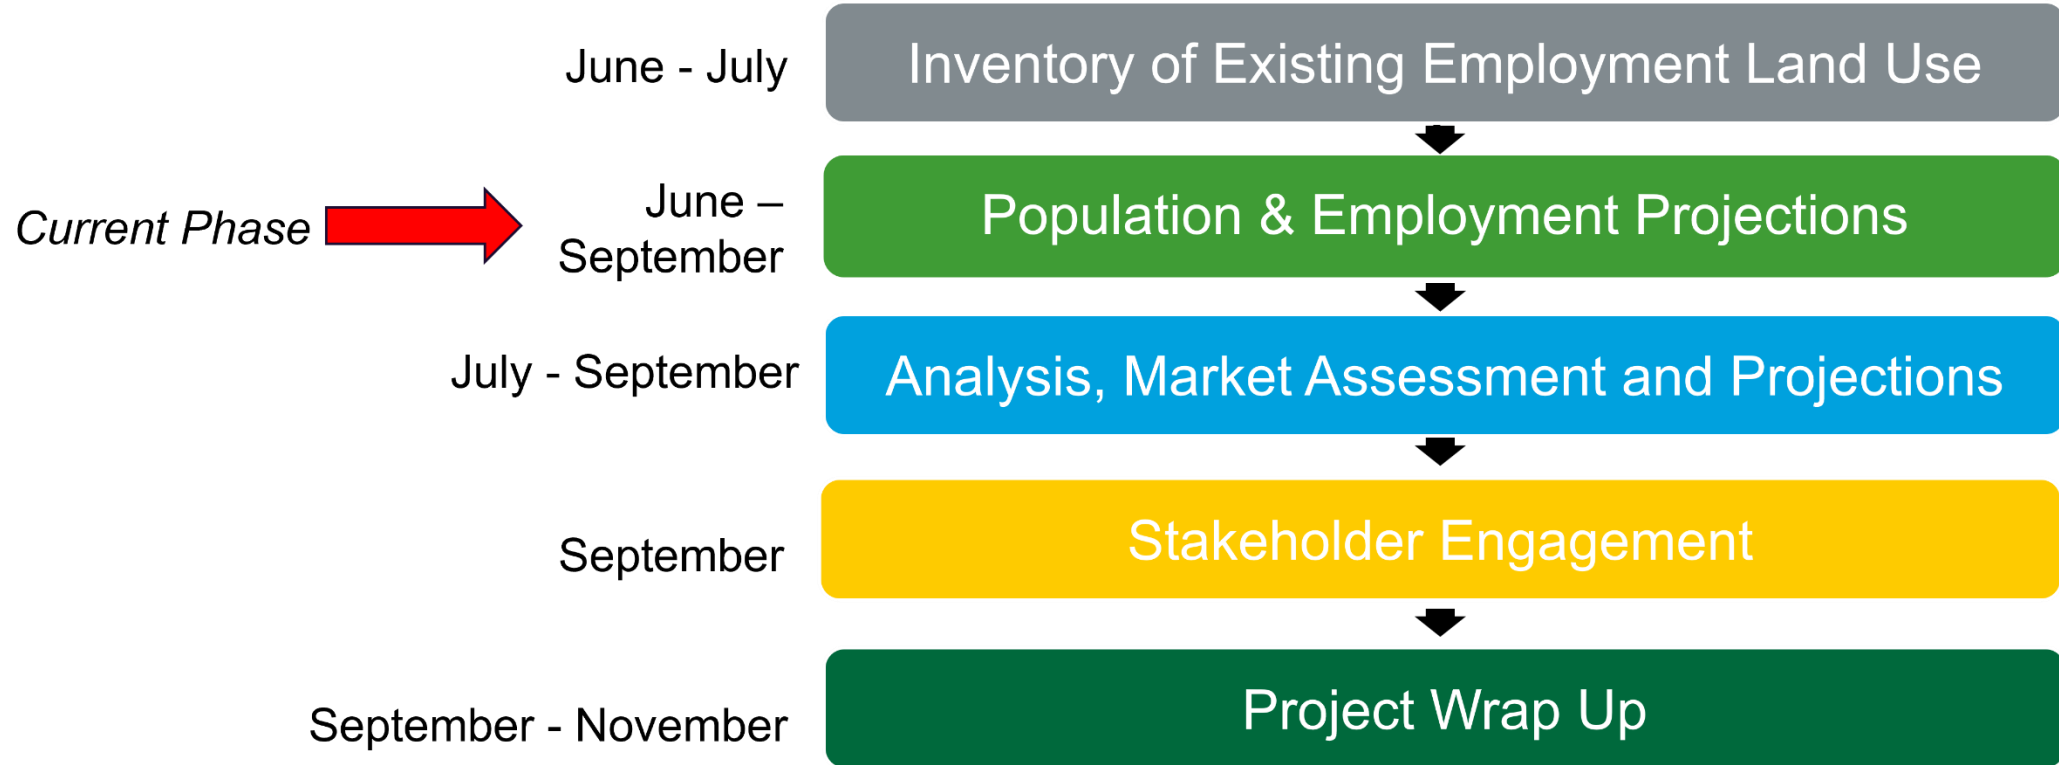 June - July
Inventory of Existing Employment Land Use
Current Phase
June –
September
Population & Employment Projections
July - September
Analysis, Market Assessment and Projections
September
Stakeholder Engagement
September - November
Project Wrap Up